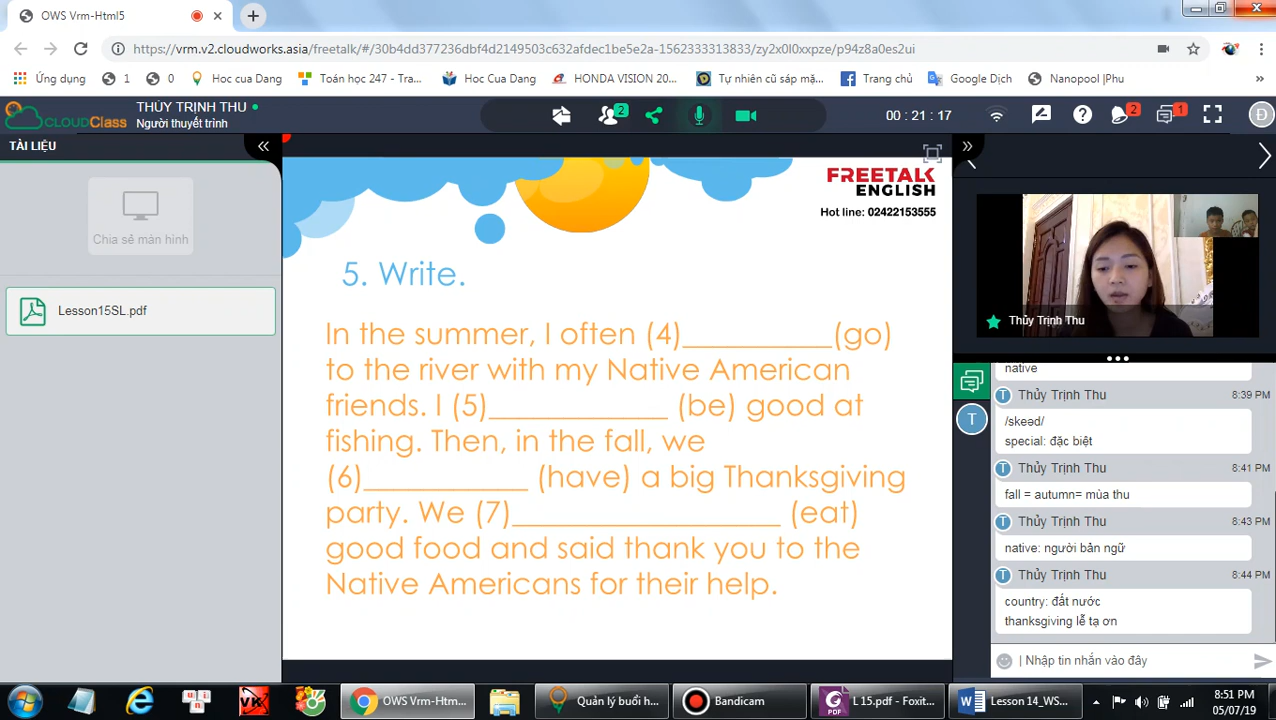 OWS Vrm-Html5
https://vrm.v2.cloudworks.asia/freetalk/#/30b4dd377236dbf4d2149503c632afdec1be5e2a-1562333313833/zy2x0l0xxpze/p94z8a0es2ui
Ứng dụng 1 0 Hoc cua Dang Toán học 247 - Tra... Học Cua Dang HONDA VISION 20... Tự nhiên cũ sáp mặ... Trang chủ Google Dịch Nanopool |Phu »
CLOUDClass THỦY TRỊNH THU
Người thuyết trình
2 00 : 21 : 17 2 1 Đ
TÀI LIỆU
Chia sẻ màn hình
Lesson15SL.pdf
FREETALK
ENGLISH
Hot line: 02422153555
5. Write.
In the summer, I often (4)__________(go)
to the river with my Native American
friends. I (5)____________ (be) good at
fishing. Then, in the fall, we
(6)___________ (have) a big Thanksgiving
party. We (7)__________________ (eat)
good food and said thank you to the
Native Americans for their help.
Thủy Trịnh Thu
native
T Thủy Trịnh Thu 8:39 PM
/skeəd/
special: đặc biệt
T Thủy Trịnh Thu 8:41 PM
fall = autumn= mùa thu
T Thủy Trịnh Thu 8:43 PM
native: người bản ngữ
T Thủy Trịnh Thu 8:44 PM
country: đất nước
thanksgiving lễ tạ ơn
T
Nhập tin nhắn vào đây
OWS Vrm-Html... Quản lý buổi h... Bandicam L 15.pdf - Foxit... Lesson 14_WS...
8:51 PM
05/07/19